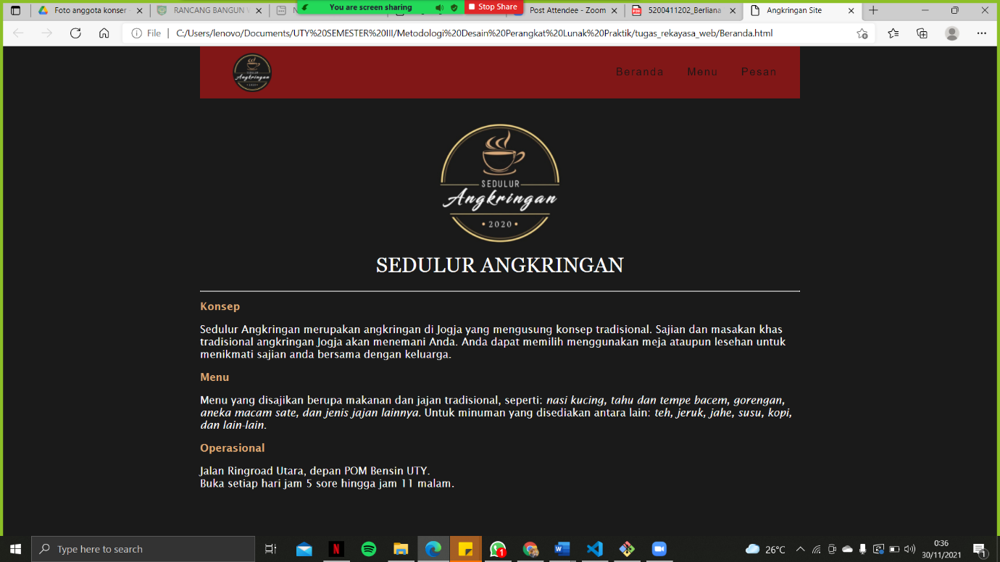 You are screen sharing
Stop Share
Foto anggota konser
RANCANG BANGUN
Post Attendee - Zoom
5200411202_Berliana
Angkringan Site
File
C:/Users/lenovo/Documents/UTY%20SEMESTER%20III/Metodologi%20Desain%20Perangkat%20Lunak%20Praktik/tugas_rekayasa_web/Beranda.html
SEDULUR
Angkringan
2020
Beranda
Menu
Pesan
SEDULUR
Angkringan
• 2020 •
SEDULUR ANGKRINGAN
Konsep
Sedulur Angkringan merupakan angkringan di Jogja yang mengusung konsep tradisional. Sajian dan masakan khas
tradisional angkringan Jogja akan menemani Anda. Anda dapat memilih menggunakan meja ataupun lesehan untuk
menikmati sajian anda bersama dengan keluarga.
Menu
Menu yang disajikan berupa makanan dan jajan tradisional, seperti: nasi kucing, tahu dan tempe bacem, gorengan,
aneka macam sate, dan jenis jajan lainnya. Untuk minuman yang disediakan antara lain: teh, jeruk, jahe, susu, kopi,
dan lain-lain.
Operasional
Jalan Ringroad Utara, depan POM Bensin UTY.
Buka setiap hari jam 5 sore hingga jam 11 malam.
Type here to search
1
26°C
0:36
30/11/2021
1